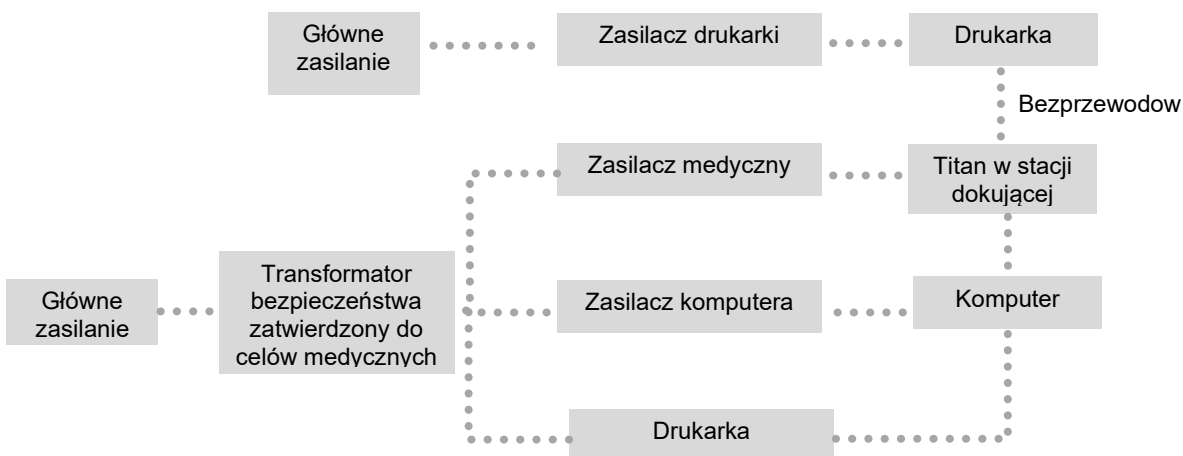 Główne
zasilanie
Zasilacz drukarki
Drukarka
Bezprzewodow
Zasilacz medyczny
Titan w stacji
dokującej
Główne
zasilanie
Transformator
bezpieczeństwa
zatwierdzony do
celów medycznych
Zasilacz komputera
Komputer
Drukarka